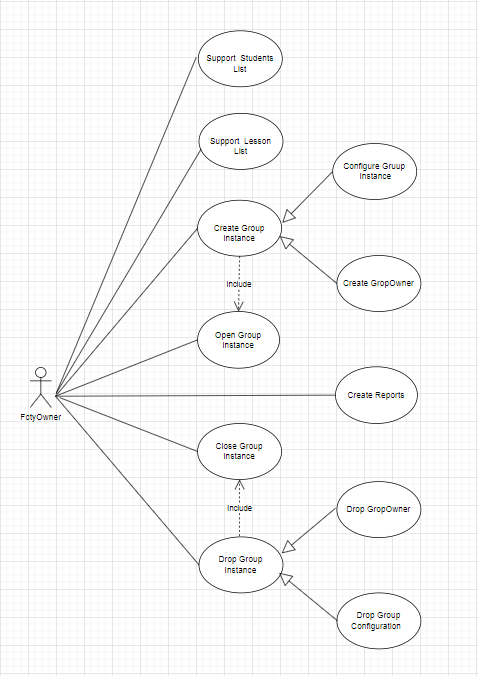 Support Students
List
Support Lesson
List
Configure Gruup
Instance
Create Group
Instance
Include
Create GropOwner
Open Group
Instance
FctyOwner
Create Reports
Close Group
Instance
Include
Drop GropOwner
Drop Group
Instance
Drop Group
Configuration